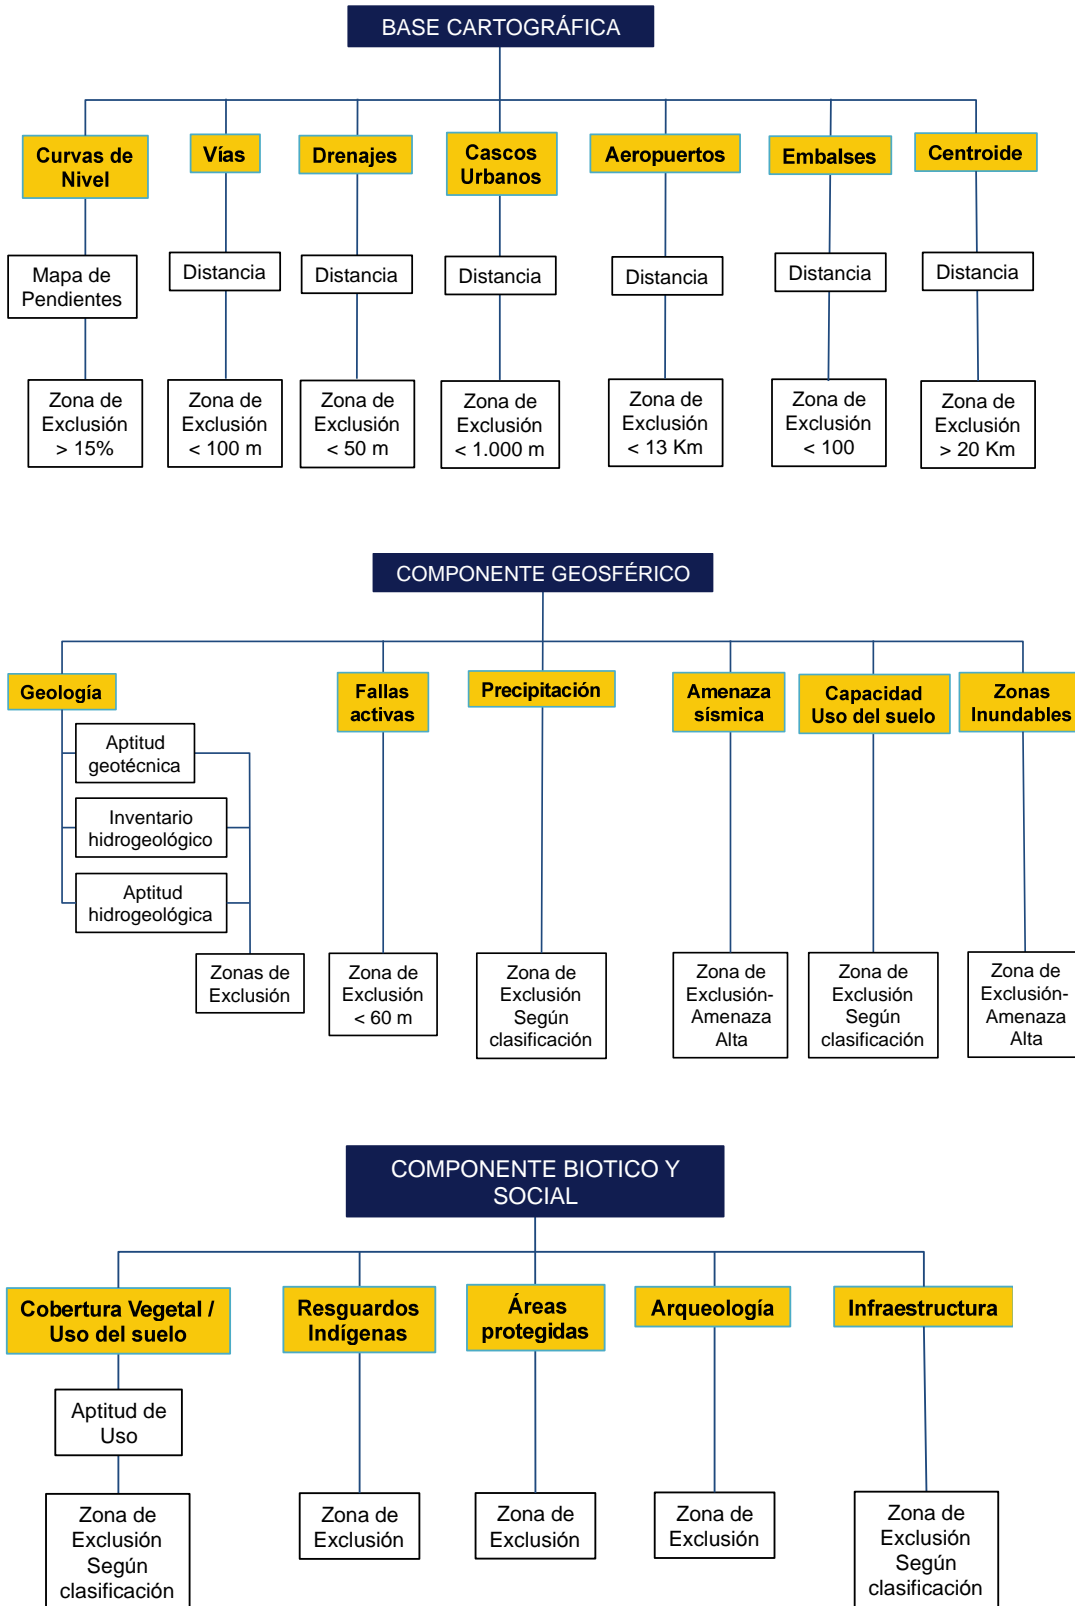 BASE CARTOGRÁFICA
Curvas de
Nivel
Vías
Drenajes
Cascos
Urbanos
Aeropuertos
Embalses
Centroide
Mapa de
Pendientes
Distancia
Distancia
Distancia
Distancia
Distancia
Distancia
Zona de
Exclusión
> 15%
Zona de
Exclusión
< 100 m
Zona de
Exclusión
< 50 m
Zona de
Exclusión
< 1.000 m
Zona de
Exclusión
< 13 Km
Zona de
Exclusión
< 100
Zona de
Exclusión
> 20 Km
COMPONENTE GEOSFÉRICO
Geología
Fallas
activas
Precipitación
Amenaza
sísmica
Capacidad
Uso del suelo
Zonas
Inundables
Aptitud
geotécnica
Inventario
hidrogeológico
Aptitud
hidrogeológica
Zonas de
Exclusión
Zona de
Exclusión
< 60 m
Zona de
Exclusión
Según
clasificación
Zona de
Exclusión-
Amenaza
Alta
Zona de
Exclusión
Según
clasificación
Zona de
Exclusión-
Amenaza
Alta
COMPONENTE BIOTICO Y
SOCIAL
Cobertura Vegetal /
Uso del suelo
Resguardos
Indígenas
Áreas
protegidas
Arqueología
Infraestructura
Aptitud de
Uso
Zona de
Exclusión
Según
clasificación
Zona de
Exclusión
Zona de
Exclusión
Zona de
Exclusión
Zona de
Exclusión
Según
clasificación